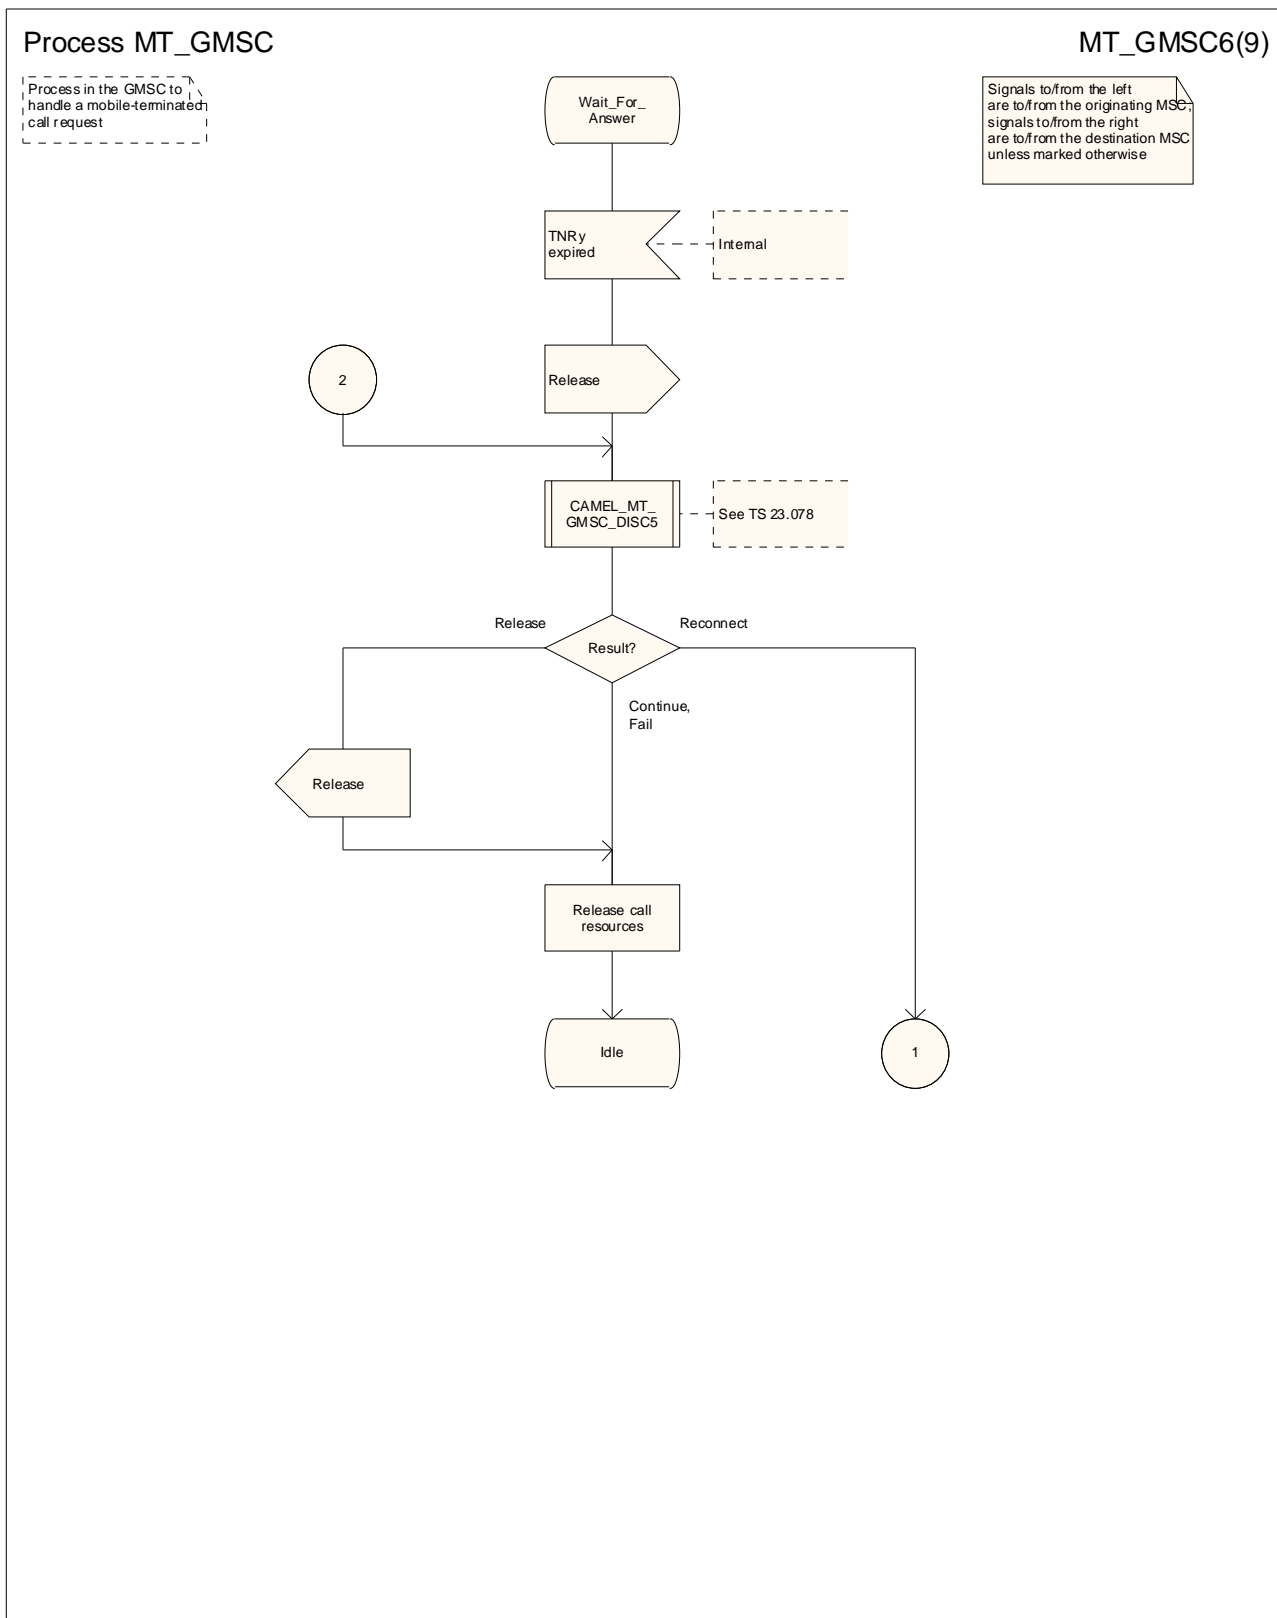 Process MT_GMSC
MT_GMSC6(9)
Process in the GMSC to
handle a mobile-terminated
call request
Signals to/from the left
are to/from the originating MSC;
signals to/from the right
are to/from the destination MSC
unless marked otherwise
Wait_For_
Answer
TNRy
expired
Internal
2
Release
CAMEL_MT_
GMSC_DISC5
See TS 23.078
Release
Reconnect
Result?
Continue,
Fail
Release
Release call
resources
Idle
1